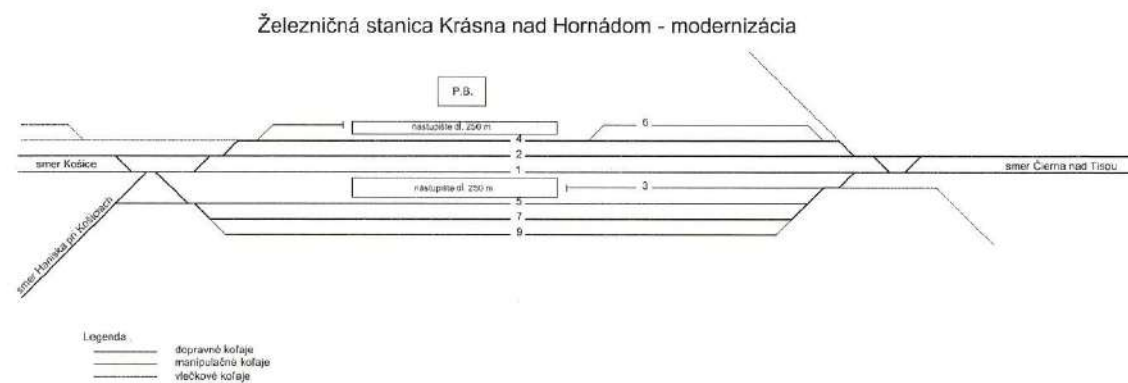 Železničná stanica Krásna nad Hornádom - modernizácia
P.B.
nástupište dl. 250 m
6
4
smer Košice
2
1
smer Čierna nad Tisou
nástupište dl. 250 m
3
5
7
9
smer Haniska pri Košiciach
Legenda
dopravné koľaje
manipulačné koľaje
vlečkové koľaje